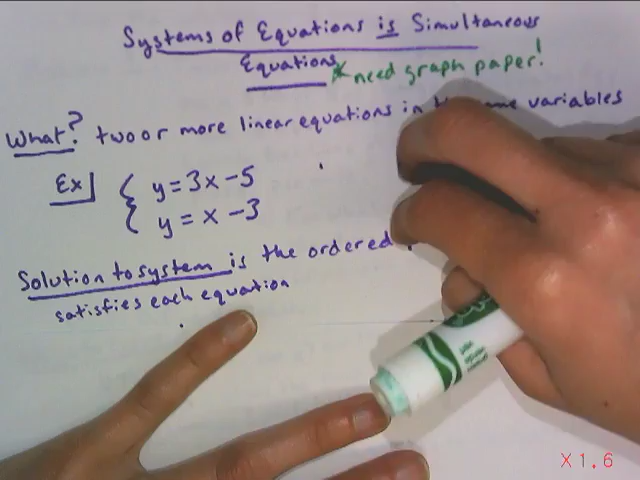 Systems of Equations is Simultaneous
Equations * need graph paper!
What? two or more linear equations in variables
Ex] { y = 3x - 5
y = x - 3
Solution to system is the ordered
satisfies each equation
X1.6